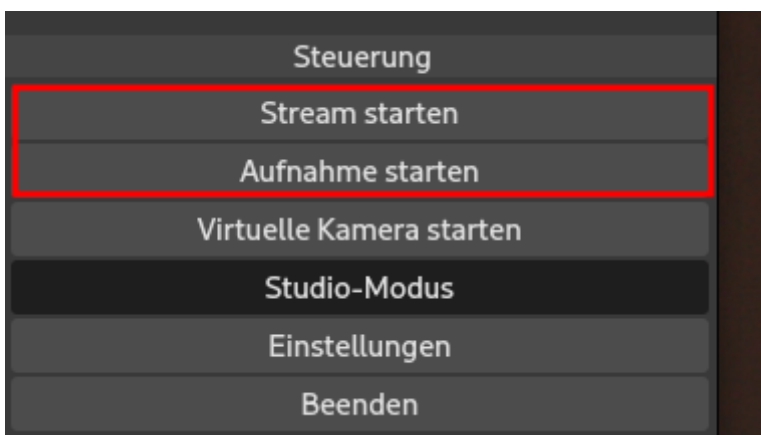 Steuerung
Stream starten
Aufnahme starten
Virtuelle Kamera starten
Studio-Modus
Einstellungen
Beenden